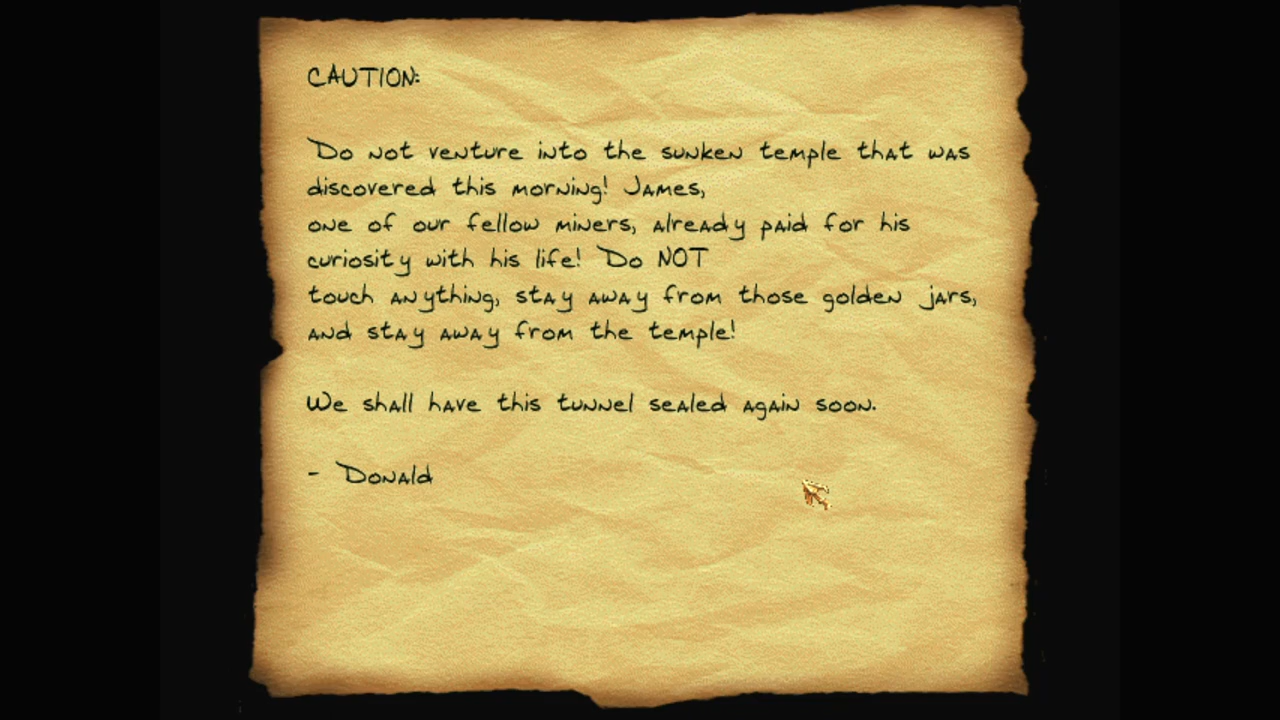 CAUTION:
Do not venture into the sunken temple that was
discovered this morning! James,
one of our fellow miners, already paid for his
curiosity with his life! Do NOT
touch anything, stay away from those golden jars,
and stay away from the temple!
We shall have this tunnel sealed again soon.
- Donald